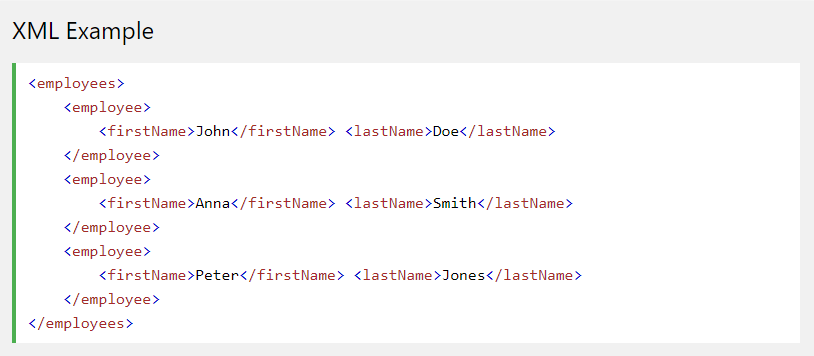 XML Example
<employees>
    <employee>
        <firstName>John</firstName> <lastName>Doe</lastName>
    </employee>
    <employee>
        <firstName>Anna</firstName> <lastName>Smith</lastName>
    </employee>
    <employee>
        <firstName>Peter</firstName> <lastName>Jones</lastName>
    </employee>
</employees>